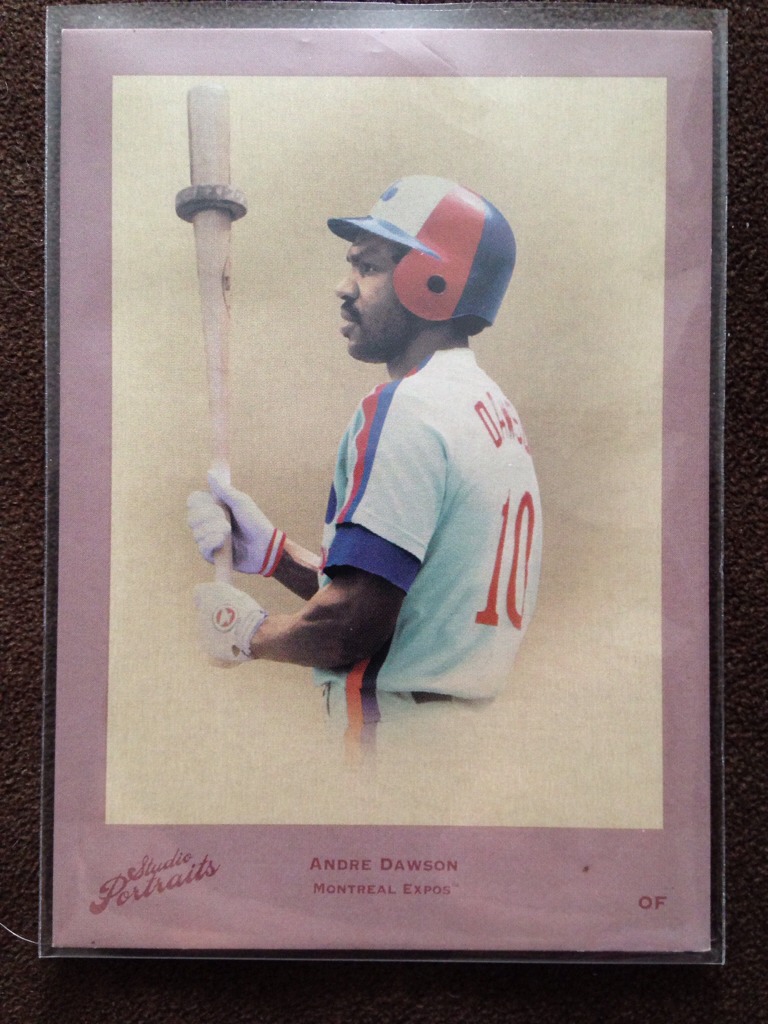 10
Studio
Portraits
ANDRE DAWSON
MONTREAL EXPOS™
OF